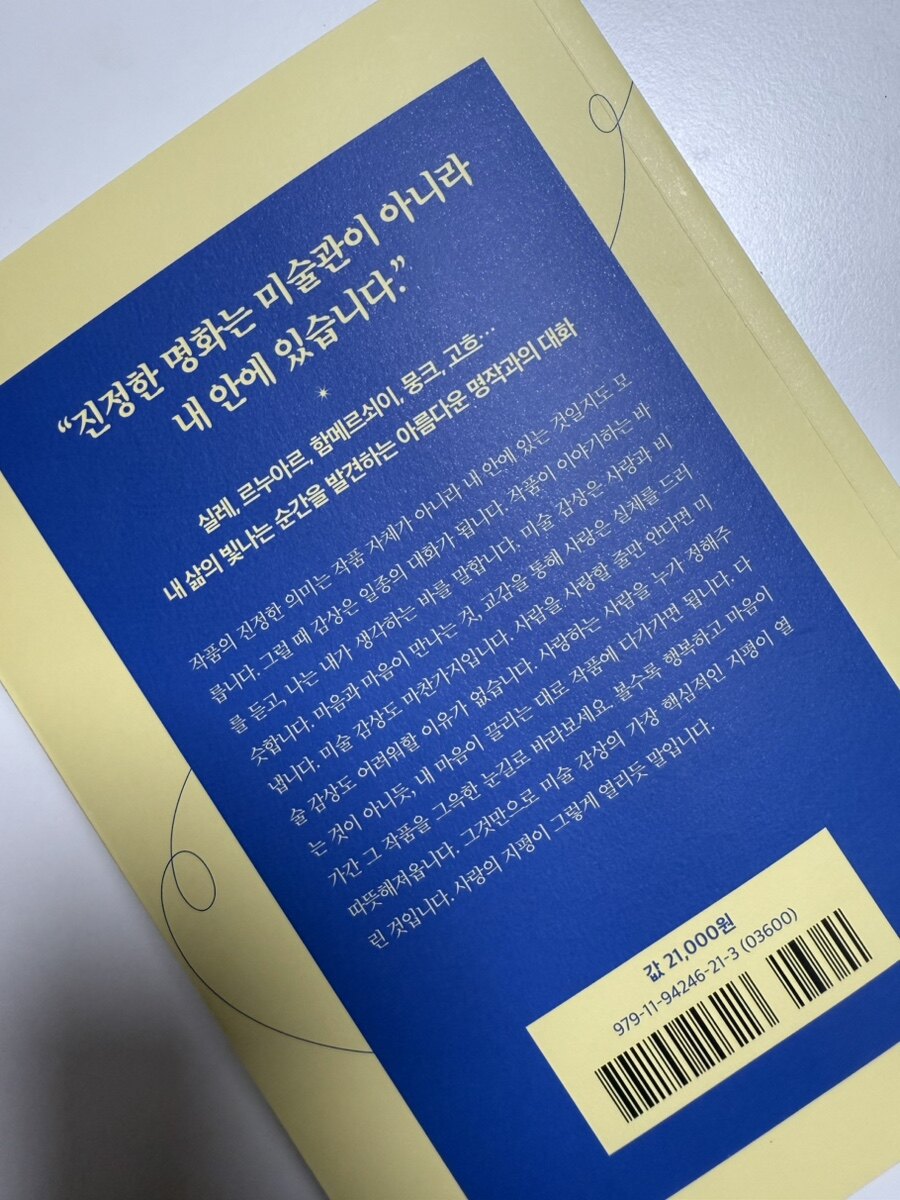 “진정한 명화는 미술관이 아니라
내 안에 있습니다.”
실레, 르누아르, 함메르쇠이, 뭉크, 고흐…
내 삶의 빛나는 순간을 발견하는 아름다운 명작과의 대화
작품의 진정한 의미는 작품 자체가 아니라 내 안에 있는 것일지도 모
릅니다. 그럴 때 감상은 일종의 대화가 됩니다. 작품이 이야기하는 바
를 듣고, 나는 내가 생각하는 바를 말합니다. 미술 감상은 사랑과 비
슷합니다. 마음과 마음이 만나는 것, 교감을 통해 사랑은 실체를 드러
냅니다. 미술 감상도 마찬가지입니다. 사람을 사랑할 줄만 안다면 미
술 감상도 어려워할 이유가 없습니다. 사랑하는 사람을 누가 정해주
는 것이 아니듯, 내 마음이 끌리는 대로 작품에 다가가면 됩니다. 다
가간 그 작품을 그윽한 눈길로 바라보세요. 볼수록 행복하고 마음이
따뜻해져옵니다. 그것만으로 미술 감상의 가장 핵심적인 지평이 열
린 것입니다. 사랑의 지평이 그렇게 열리듯 말입니다.
값 21,000원
979-11-94246-21-3 (03600)